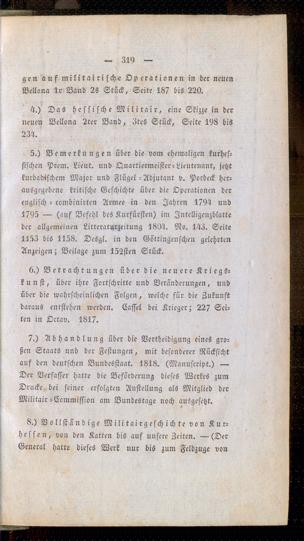 — 319 —
gen auf militairische Operationen in der neuen
Bellona 1r Band 2s Stück, Seite 187 bis 220.
4.) Das hessische Militair, eine Skizze in der
neuen Bellona 2ter Band, 3tes Stück, Seite 198 bis
234.
5.) Bemerkungen über die vom ehemaligen kurhes-
sischen Prem. Lieut. und Quartiermeister-Lieutenant, jetzt
kurbadischem Major und Flügel-Adjutant v. Porbeck her-
ausgegebene kritische Geschichte über die Operationen der
englisch-combinirten Armee in den Jahren 1794 und
1795 — (auf Befehl des Kurfürsten) im Intelligenzblatte
der allgemeinen Litteraturzeitung 1804. No. 143. Seite
1153 bis 1158. Desgl. in den Göttingenschen gelehrten
Anzeigen; Beilage zum 152sten Stück.
6.) Betrachtungen über die neuere Kriegs-
kunst, über ihre Fortschritte und Veränderungen, und
über die wahrscheinlichen Folgen, welche für die Zukunft
daraus entstehen werden. Cassel bei Krieger; 227 Sei-
ten in Octav. 1817.
7.) Abhandlung über die Vertheidigung eines gro-
ßen Staats und der Festungen, mit besonderer Rücksicht
auf den deutschen Bundesstaat. 1818. (Manuscript.) —
Der Verfasser hatte die Beförderung dieses Werkes zum
Drucke bei seiner erfolgten Anstellung als Mitglied der
Militair-Commission am Bundestage noch ausgesetzt.
8.) Vollständige Militairgeschichte von Kur-
hessen, von den Katten bis auf unsere Zeiten. — (Der
General hatte dieses Werk nur bis zum Feldzuge von